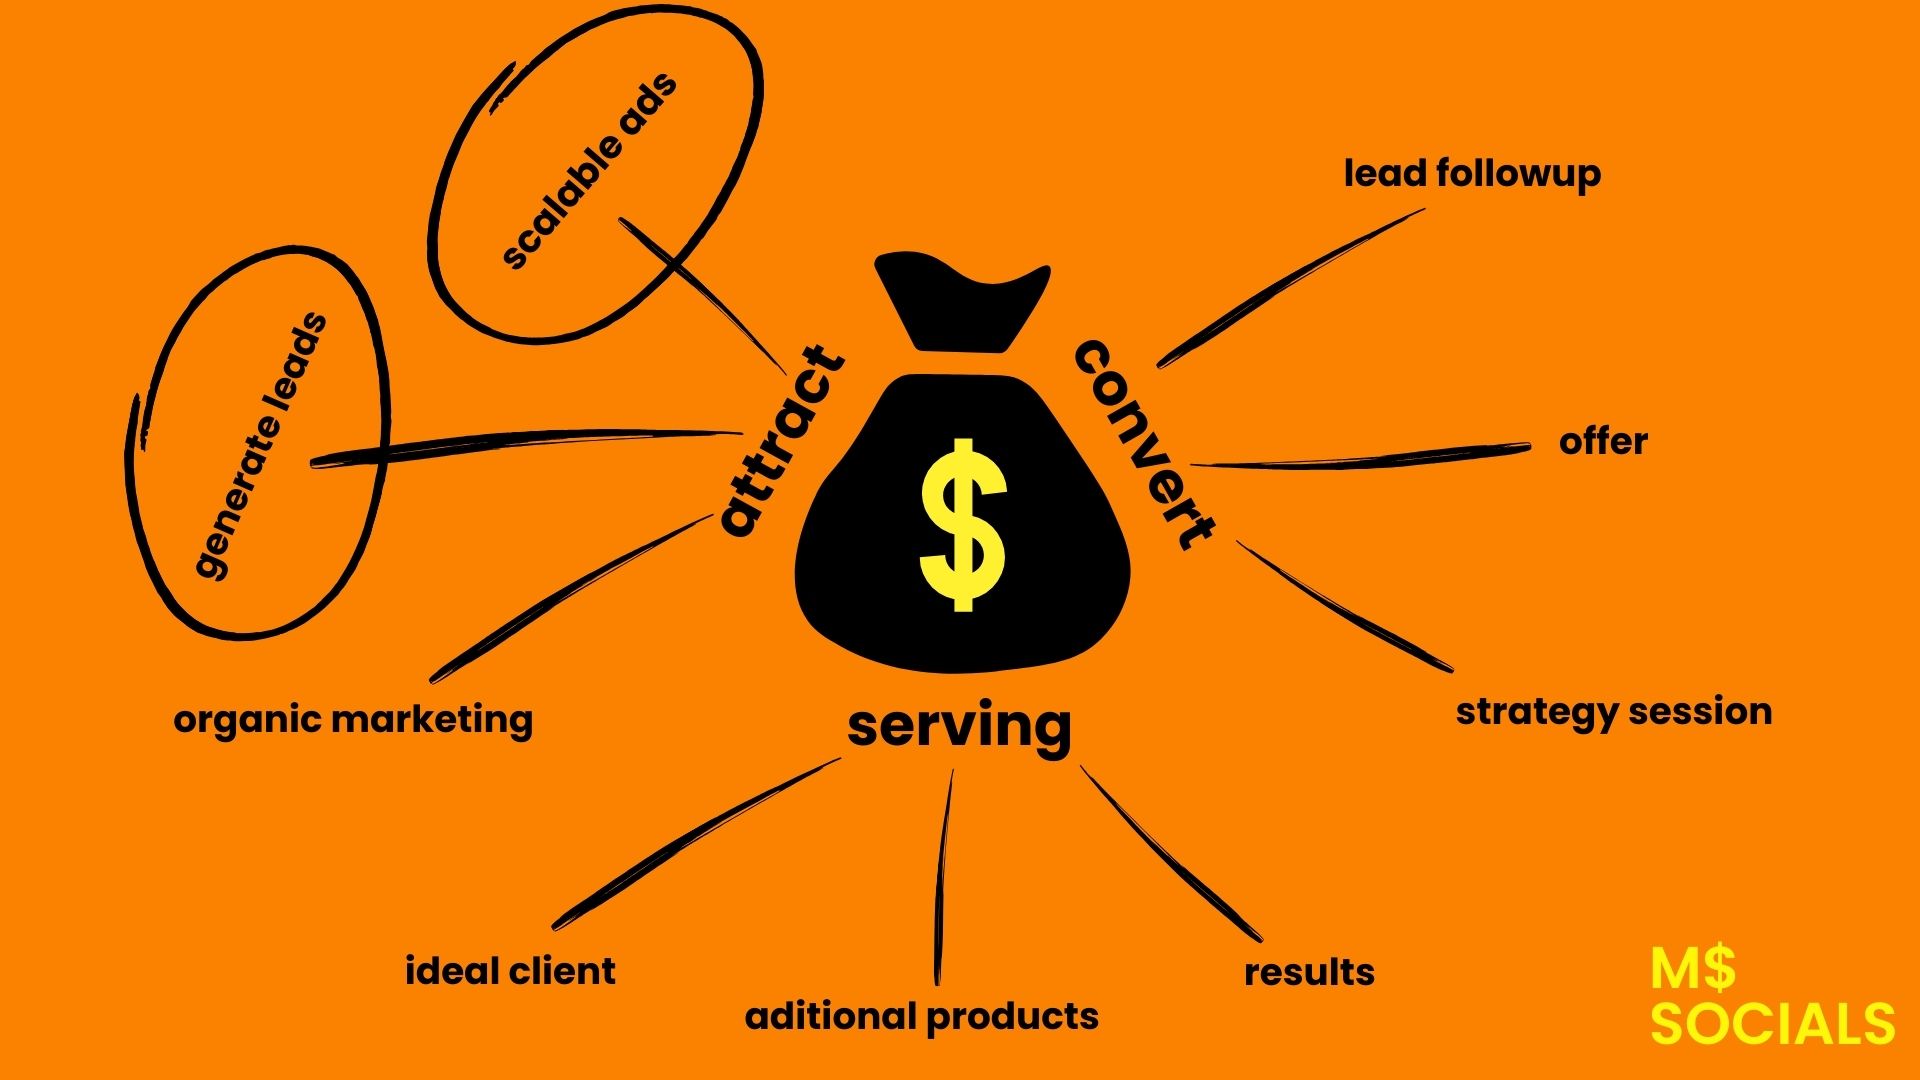 scalable ads
generate leads
organic marketing
attract
$
convert
lead followup
offer
strategy session
serving
ideal client
aditional products
results
M$
SOCIALS